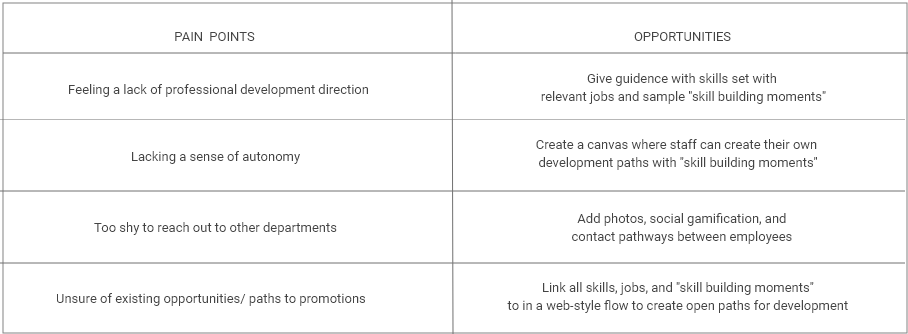 PAIN POINTS
OPPORTUNITIES
Feeling a lack of professional development direction
Give guidence with skills set with
relevant jobs and sample "skill building moments"
Lacking a sense of autonomy
Create a canvas where staff can create their own
development paths with "skill building moments"
Too shy to reach out to other departments
Add photos, social gamification, and
contact pathways between employees
Unsure of existing opportunities/ paths to promotions
Link all skills, jobs, and "skill building moments"
to in a web-style flow to create open paths for development